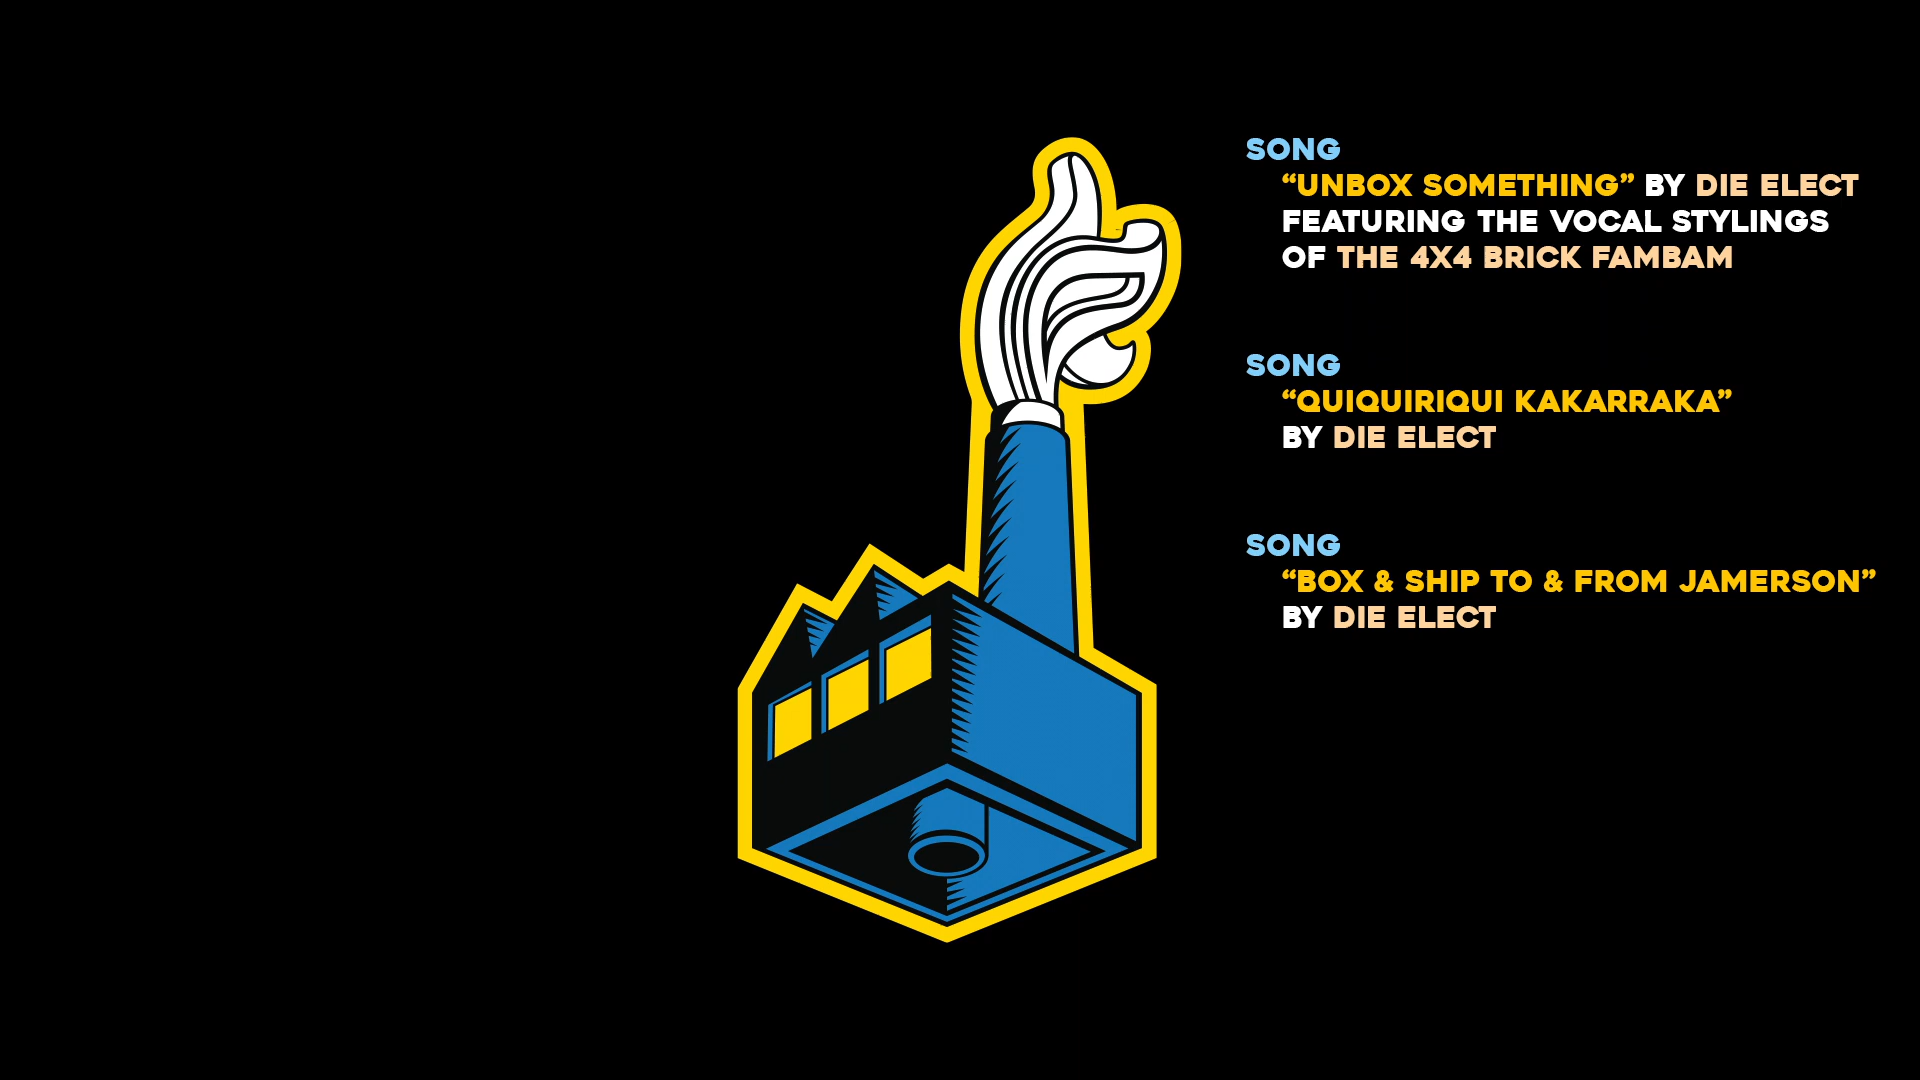 SONG
“UNBOX SOMETHING” BY DIE ELECT
FEATURING THE VOCAL STYLINGS
OF THE 4X4 BRICK FAMBAM
SONG
“QUIQUIRIQUI KAKARRAKA”
BY DIE ELECT
SONG
“BOX & SHIP TO & FROM JAMERSON”
BY DIE ELECT